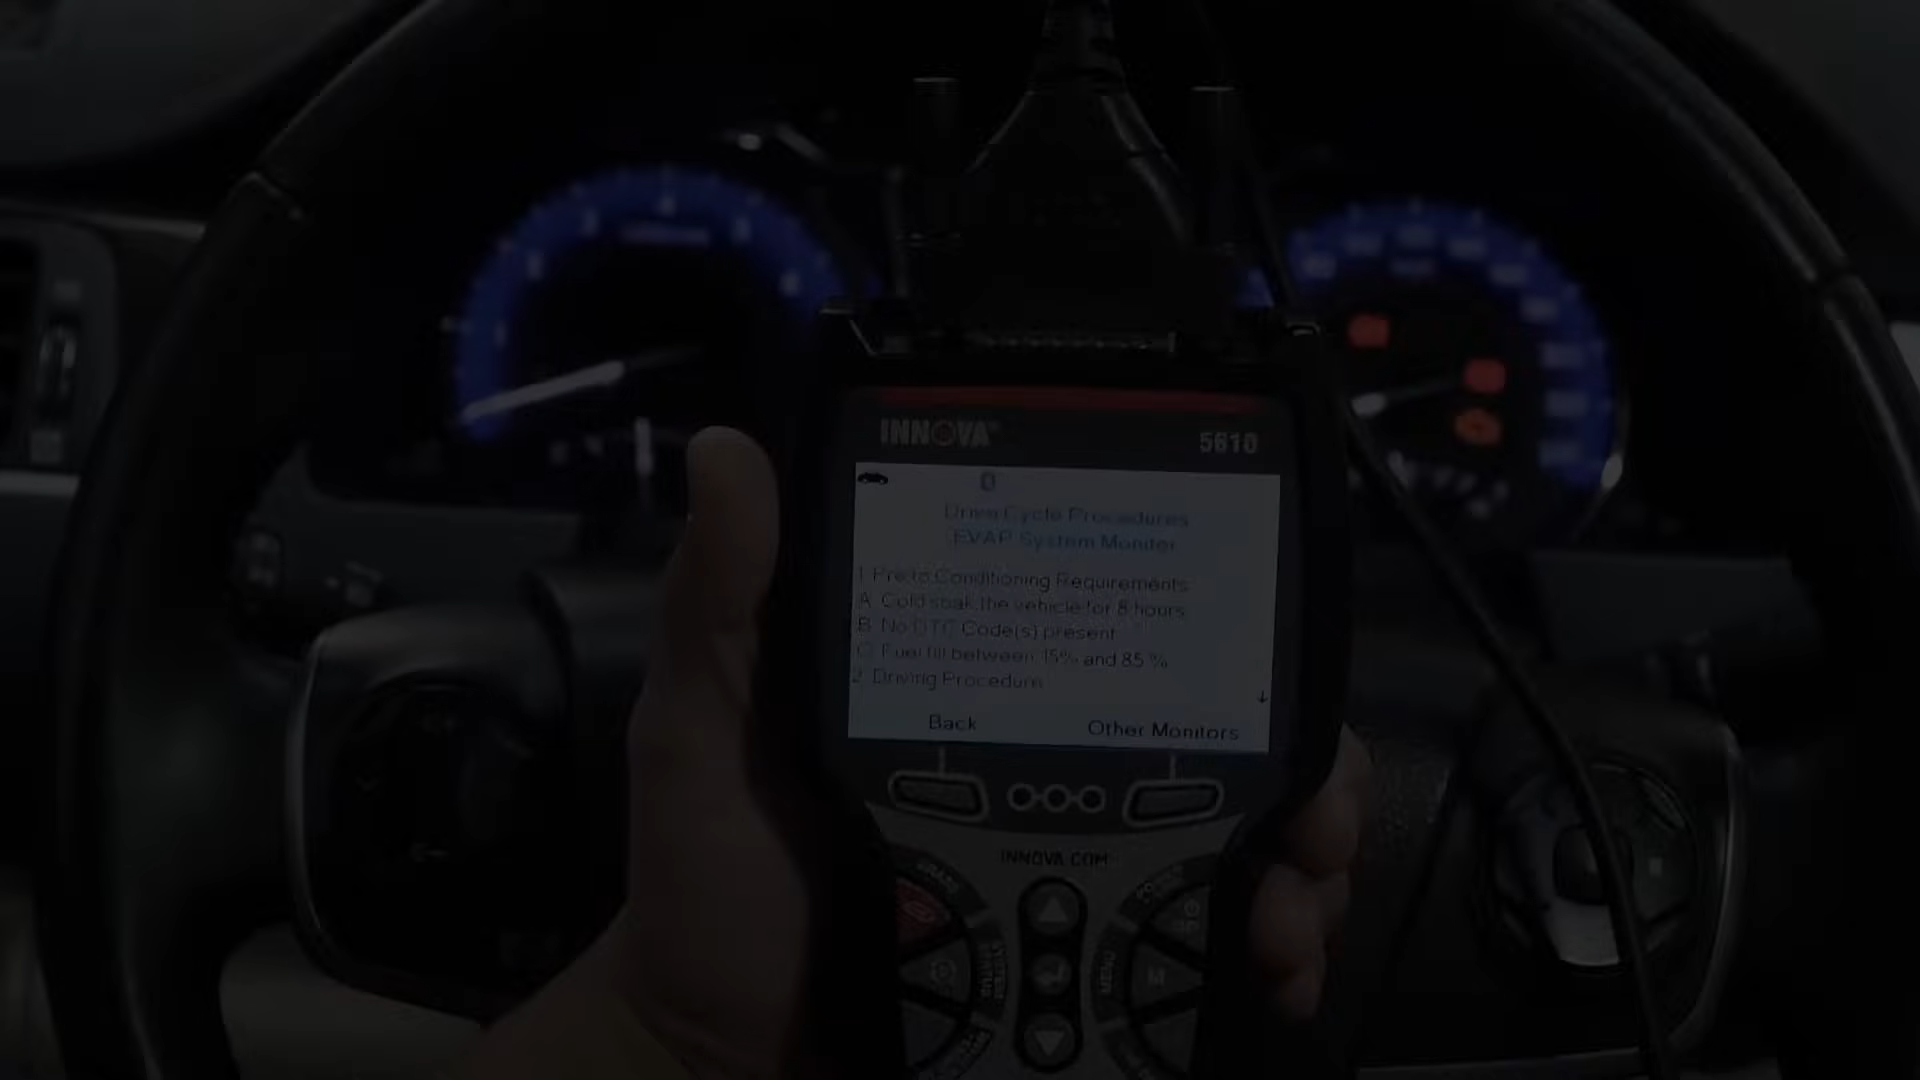 INNOVA
5610
Drive Cycle Procedures
EVAP System Monitor
1. Pre to Conditioning Requirements
A. Cold soak the vehicle for 8 hours
B. No DTC Code(s) present
C. Fuel fill between 15% and 85 %
2. Driving Procedure
Back
Other Monitors
INNOVA.COM
M